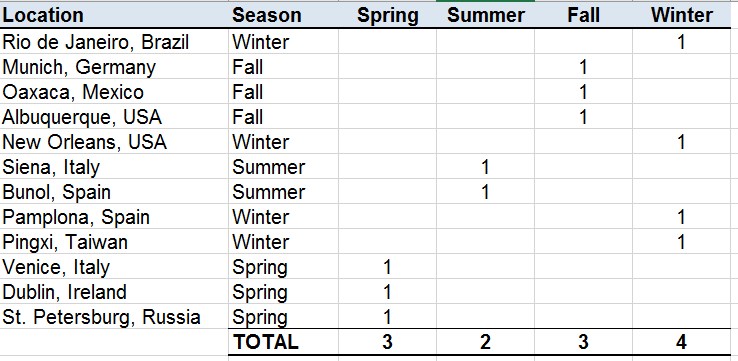 Location Season Spring Summer Fall Winter
Rio de Janeiro, Brazil Winter 1
Munich, Germany Fall 1
Oaxaca, Mexico Fall 1
Albuquerque, USA Fall 1
New Orleans, USA Winter 1
Siena, Italy Summer 1
Bunol, Spain Summer 1
Pamplona, Spain Winter 1
Pingxi, Taiwan Winter 1
Venice, Italy Spring 1
Dublin, Ireland Spring 1
St. Petersburg, Russia Spring 1
TOTAL 3 2 3 4